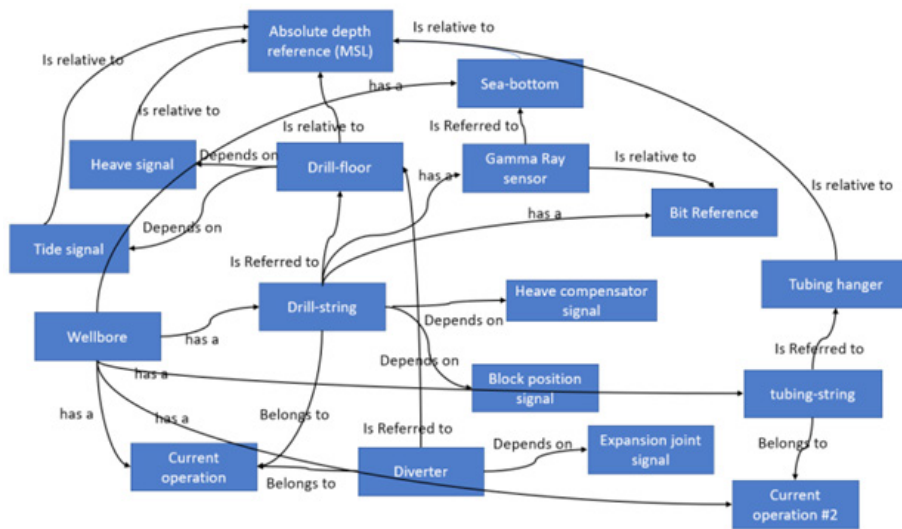 Is relative to
Absolute depth
reference (MSL)
Is relative to
Is relative to
has a
Sea-bottom
Is relative to
Is relative to
Is Referred to
Heave signal
Depends on
Drill-floor
Gamma Ray
sensor
Is relative to
has a
Is relative to
Bit Reference
has a
Tide signal
Depends on
Is Referred to
Tubing hanger
Drill-string
Heave compensator
signal
Wellbore
has a
Depends on
Is Referred to
Depends on
has a
Block position
signal
tubing-string
has a
has a
Belongs to
Is Referred to
Depends on
Expansion joint
signal
Belongs to
Current
operation
Belongs to
Diverter
Current
operation #2